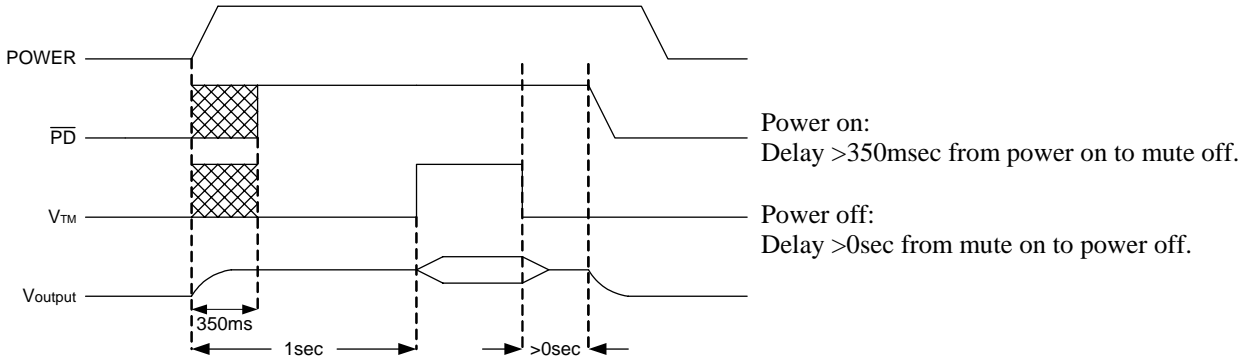 POWER
PD
VTM
Voutput
350ms
1sec
>0sec
Power on:
Delay >350msec from power on to mute off.
Power off:
Delay >0sec from mute on to power off.